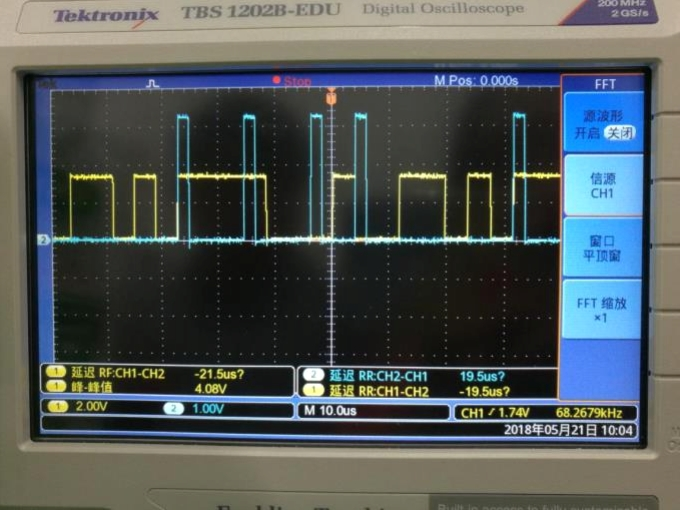 Tektronix TBS 1202B-EDU Digital Oscilloscope
200 MHz
2 GS/s
Stop M Pos: 0.000s
FFT
源波形
开启 关闭
信源
CH1
窗口
平顶窗
FFT 缩放
×1
2
1 延迟 RF:CH1-CH2 -21.5us?
1 峰-峰值 4.08V
2 延迟 RR:CH2-CH1 19.5us?
1 延迟 RR:CH1-CH2 -19.5us?
1 2.00V 2 1.00V M 10.0us CH1 / 1.74V 68.2679kHz
2018年05月21日 10:04